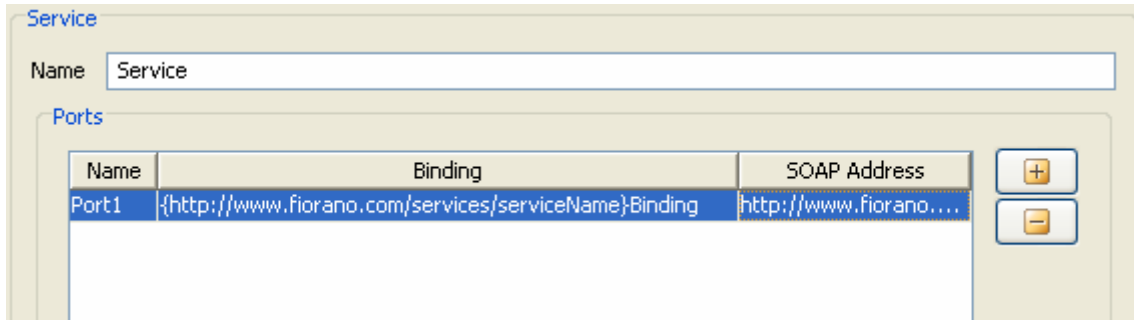 Service
Name Service
Ports
Name Binding SOAP Address
Port1 {http://www.fiorano.com/services/serviceName}Binding http://www.fiorano....